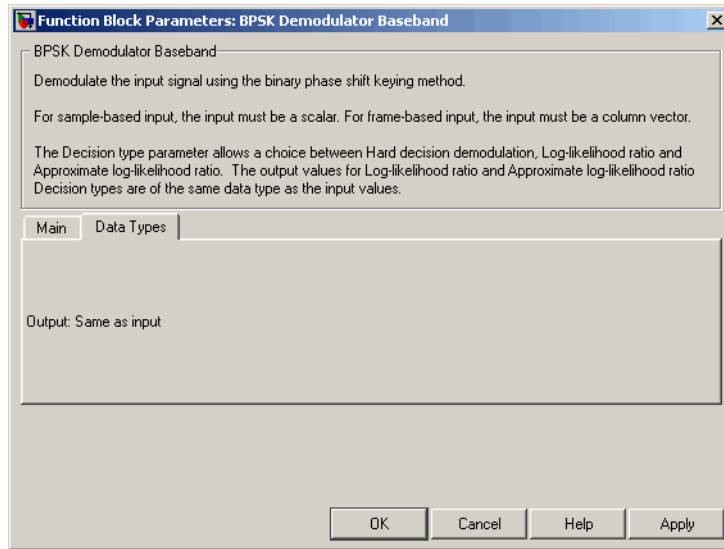 Function Block Parameters: BPSK Demodulator Baseband
BPSK Demodulator Baseband
Demodulate the input signal using the binary phase shift keying method.
For sample-based input, the input must be a scalar. For frame-based input, the input must be a column vector.
The Decision type parameter allows a choice between Hard decision demodulation, Log-likelihood ratio and
Approximate log-likelihood ratio. The output values for Log-likelihood ratio and Approximate log-likelihood ratio
Decision types are of the same data type as the input values.
Main Data Types
Output: Same as input
OK Cancel Help Apply